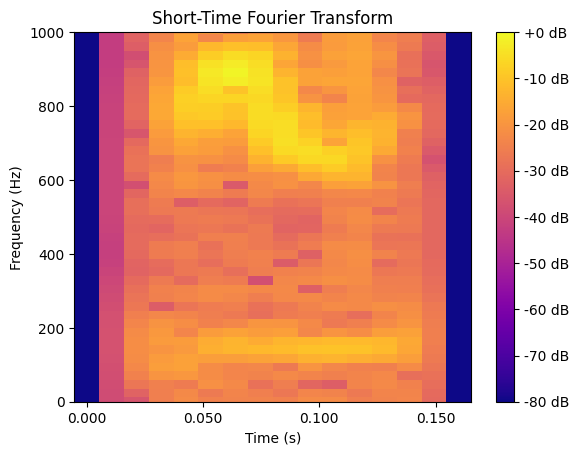 Short-Time Fourier Transform
Frequency (Hz)
1000
800
600
400
200
0
0.000
0.050
0.100
0.150
Time (s)
+0 dB
-10 dB
-20 dB
-30 dB
-40 dB
-50 dB
-60 dB
-70 dB
-80 dB